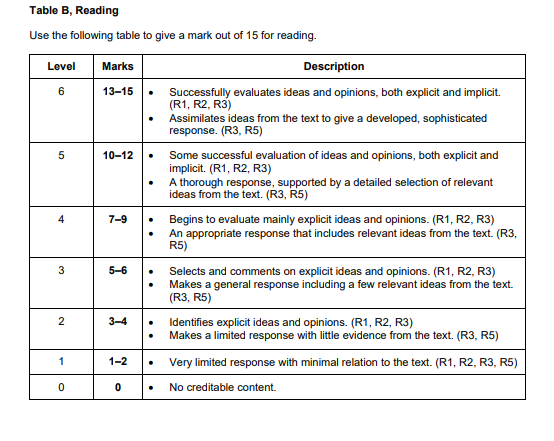 Table B, Reading
Use the following table to give a mark out of 15 for reading.
Level Marks Description
6 13–15 • Successfully evaluates ideas and opinions, both explicit and implicit.
(R1, R2, R3)
• Assimilates ideas from the text to give a developed, sophisticated
response. (R3, R5)
5 10–12 • Some successful evaluation of ideas and opinions, both explicit and
implicit. (R1, R2, R3)
• A thorough response, supported by a detailed selection of relevant
ideas from the text. (R3, R5)
4 7–9 • Begins to evaluate mainly explicit ideas and opinions. (R1, R2, R3)
• An appropriate response that includes relevant ideas from the text. (R3,
R5)
3 5–6 • Selects and comments on explicit ideas and opinions. (R1, R2, R3)
• Makes a general response including a few relevant ideas from the text.
(R3, R5)
2 3–4 • Identifies explicit ideas and opinions. (R1, R2, R3)
• Makes a limited response with little evidence from the text. (R3, R5)
1 1–2 • Very limited response with minimal relation to the text. (R1, R2, R3, R5)
0 0 • No creditable content.